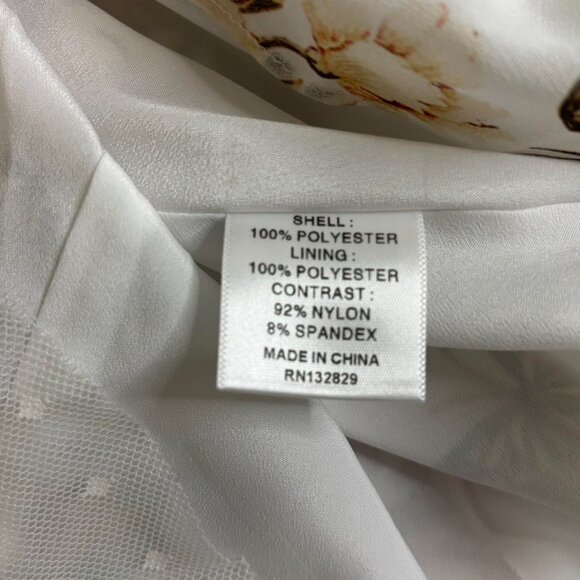 SHELL :
100% POLYESTER
LINING :
100% POLYESTER
CONTRAST :
92% NYLON
8% SPANDEX
MADE IN CHINA
RN132829